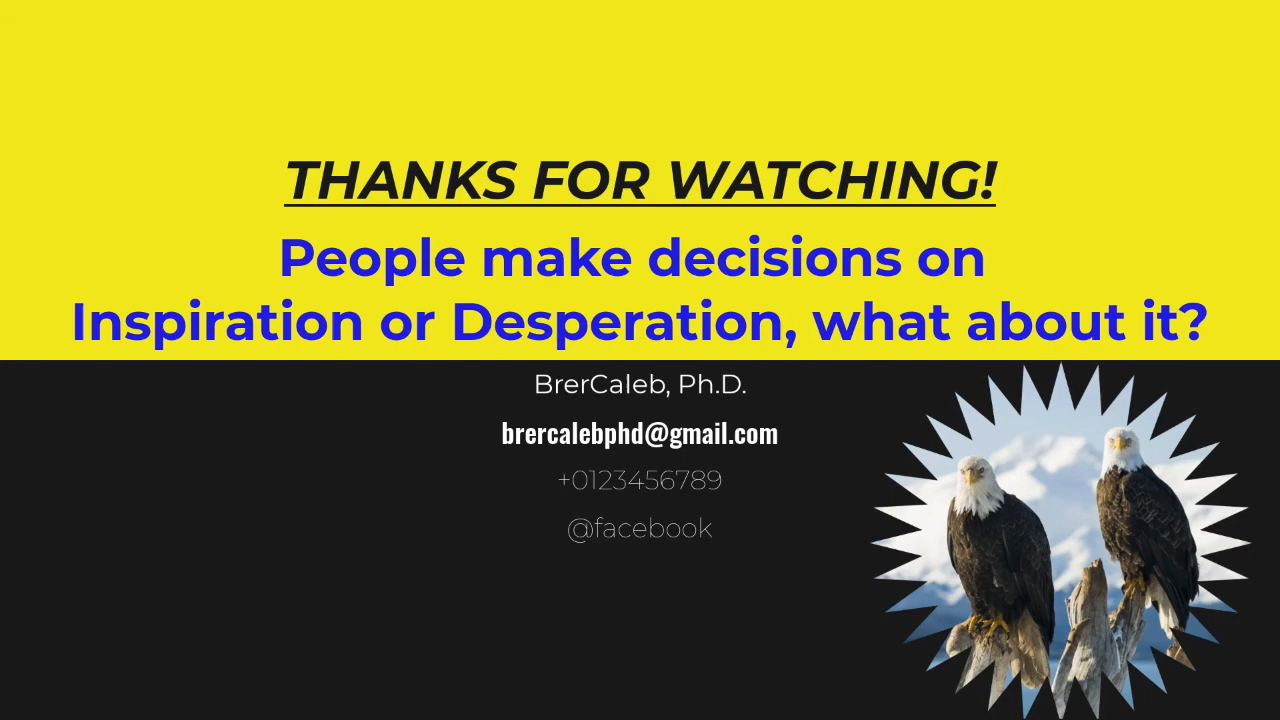 THANKS FOR WATCHING!
People make decisions on
Inspiration or Desperation, what about it?
BrerCaleb, Ph.D.
brercalebphd@gmail.com
+0123456789
@facebook